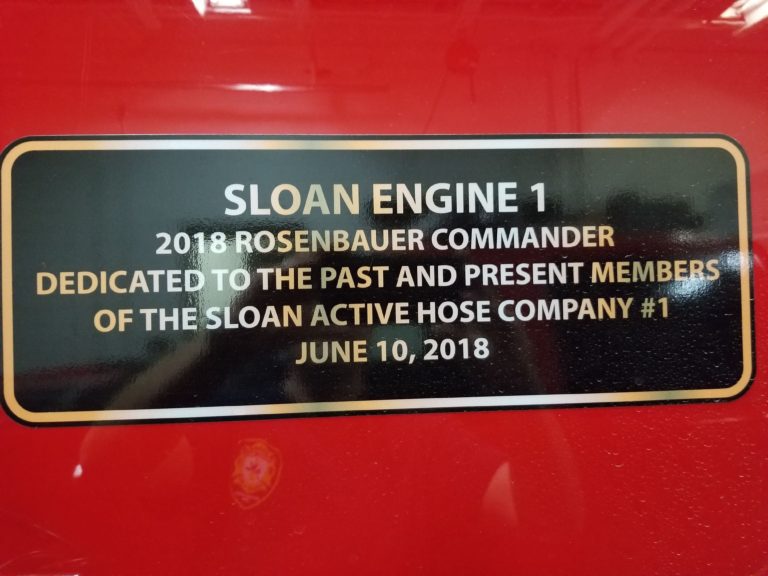 SLOAN ENGINE 1
2018 ROSENBAUER COMMANDER
DEDICATED TO THE PAST AND PRESENT MEMBERS
OF THE SLOAN ACTIVE HOSE COMPANY #1
JUNE 10, 2018